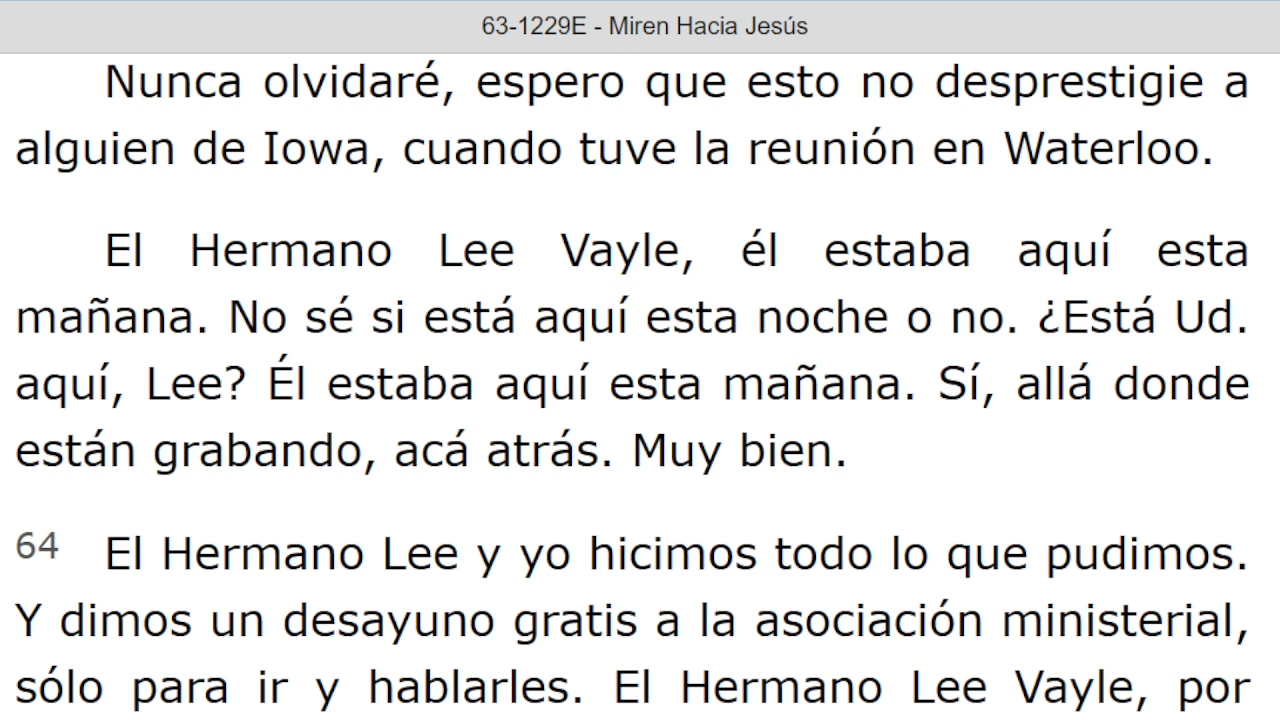 63-1229E - Miren Hacia Jesús
Nunca olvidaré, espero que esto no desprestigie a
alguien de Iowa, cuando tuve la reunión en Waterloo.
El Hermano Lee Vayle, él estaba aquí esta
mañana. No sé si está aquí esta noche o no. ¿Está Ud.
aquí, Lee? Él estaba aquí esta mañana. Sí, allá donde
están grabando, acá atrás. Muy bien.
64 El Hermano Lee y yo hicimos todo lo que pudimos.
Y dimos un desayuno gratis a la asociación ministerial,
sólo para ir y hablarles. El Hermano Lee Vayle, por